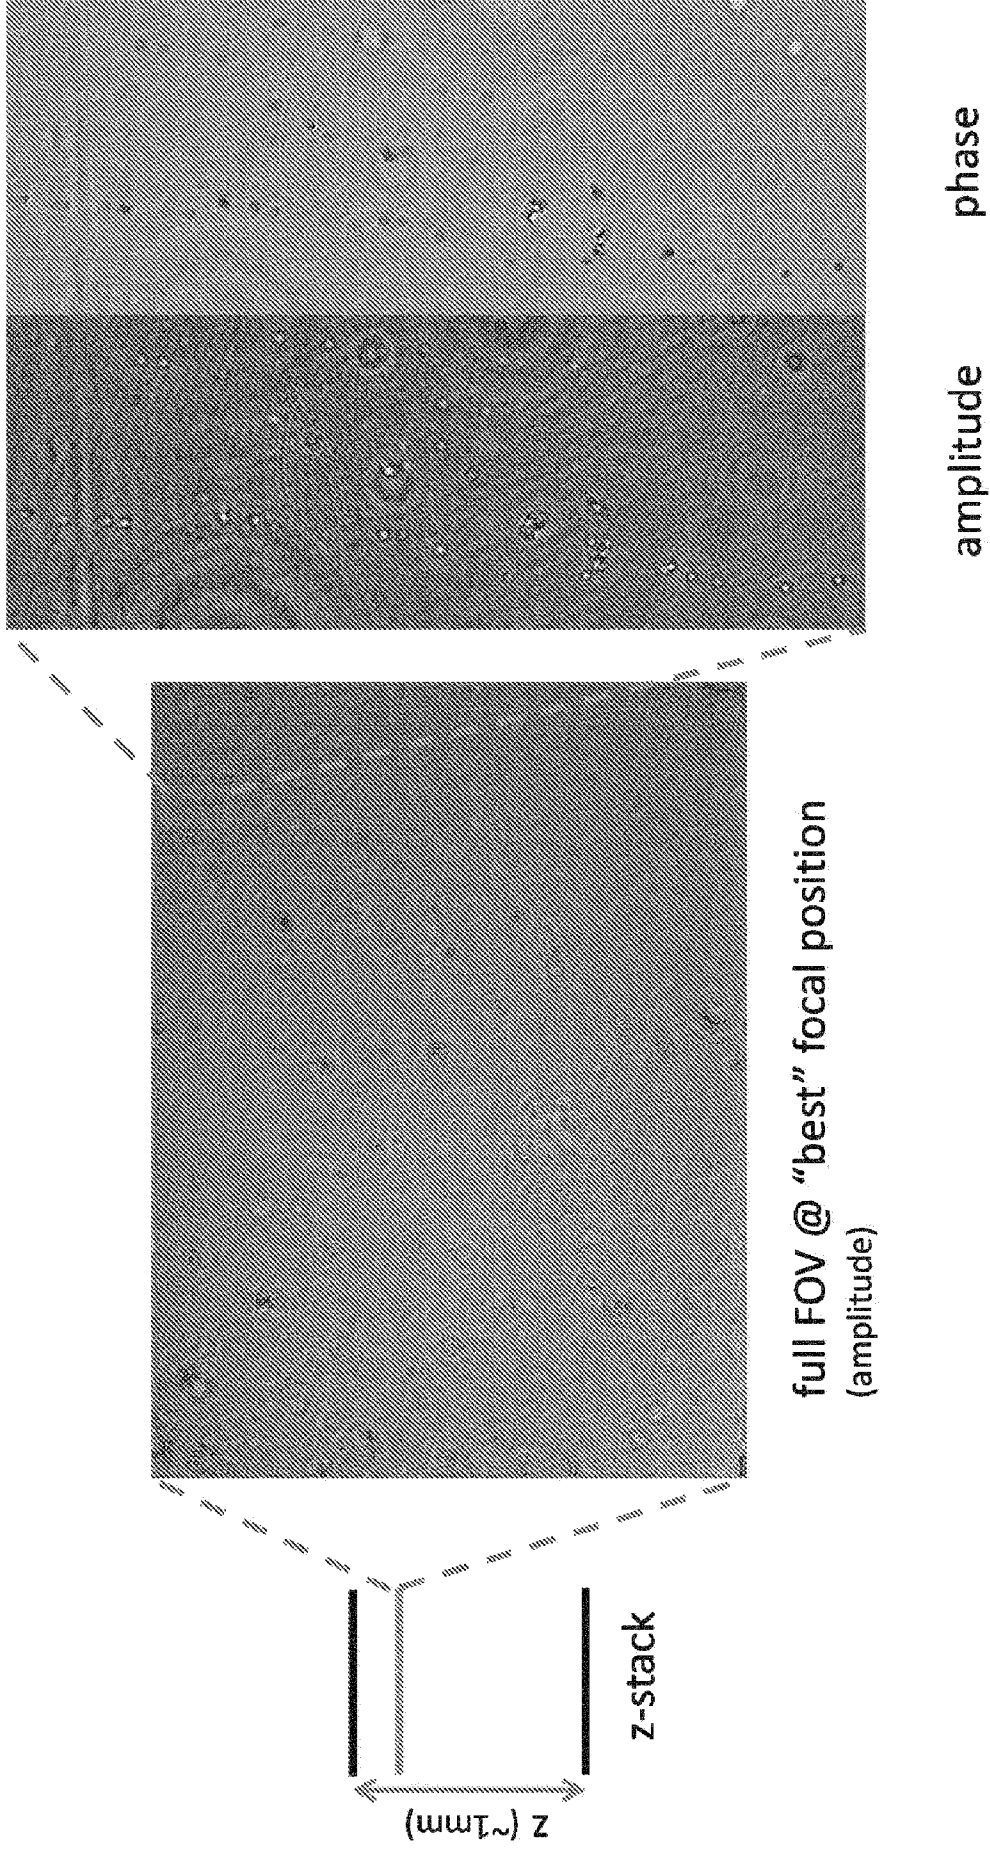 z (~1mm)
z-stack
full FOV @ “best” focal position
(amplitude)
amplitude
phase